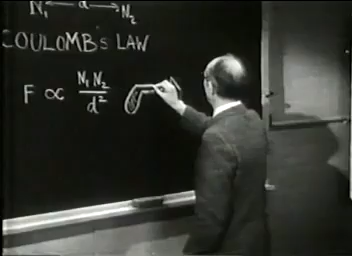 N₁ ← d → N₂
COULOMB'S LAW
F ∝ N₁N₂/d²